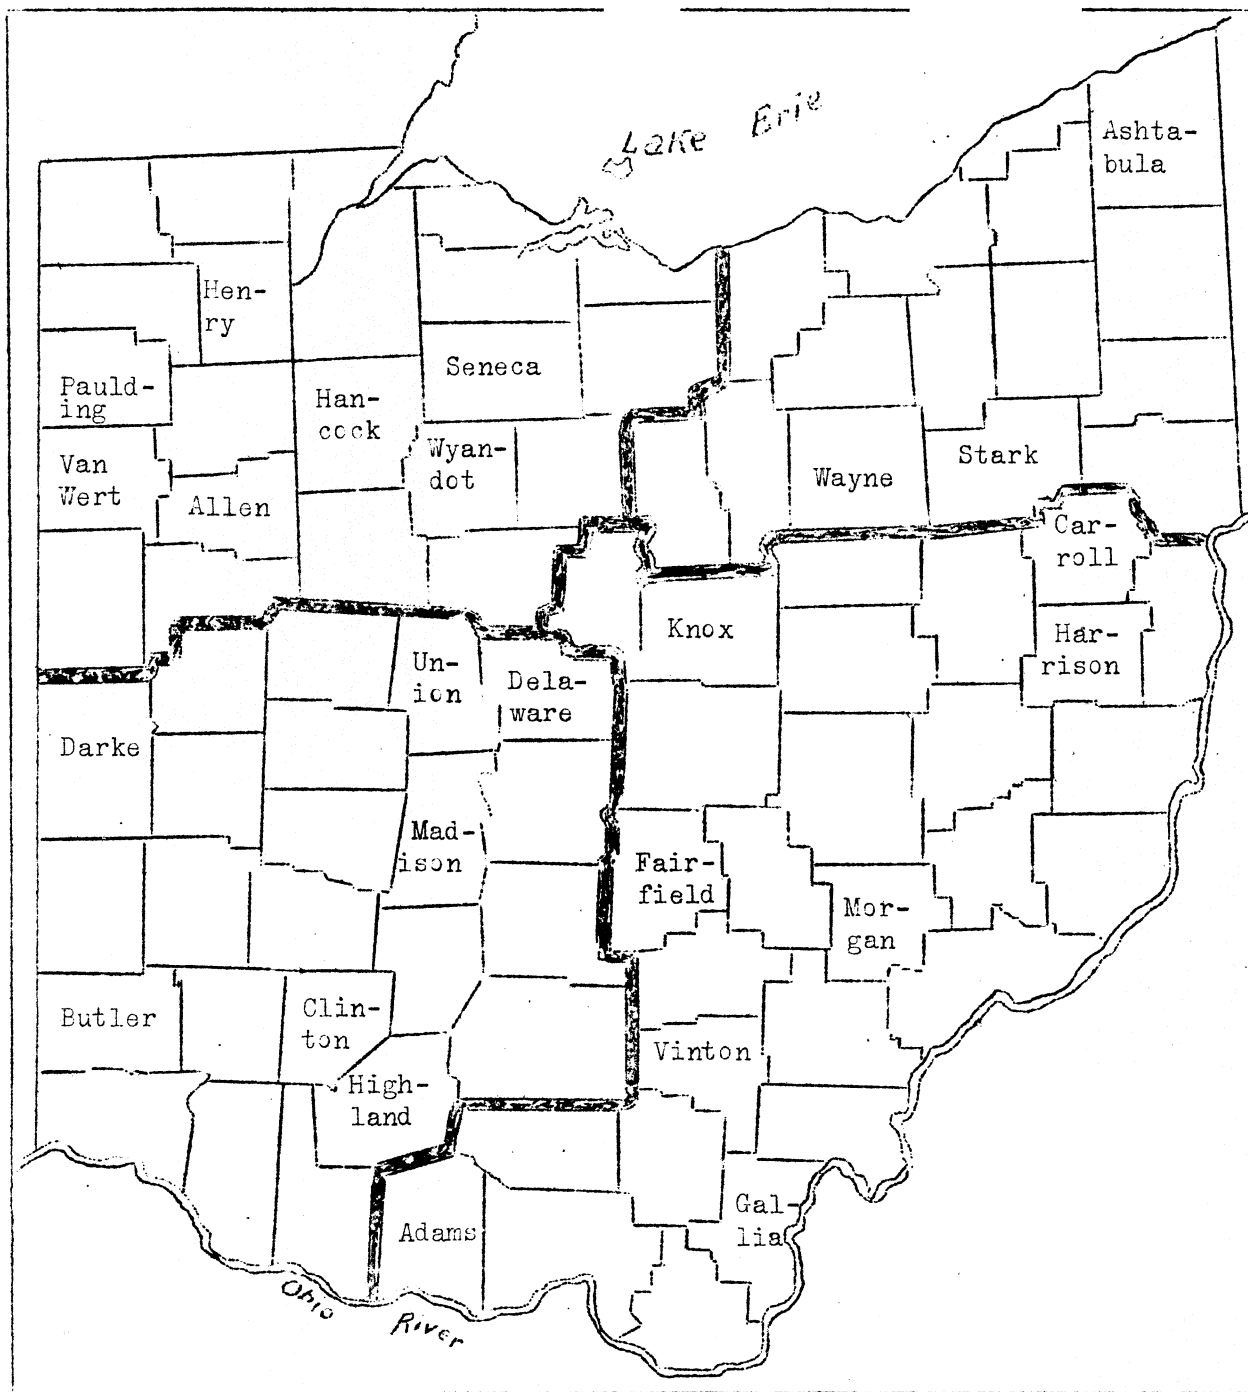 Lake Erie
Ashta-
bula
Hen-
ry
Seneca
Pauld-
ing
Han-
cock
Van
Wert
Wyan-
dot
Allen
Wayne
Stark
Car-
roll
Knox
Har-
rison
Un-
ion
Dela-
ware
Darke
Mad-
ison
Fair-
field
Mor-
gan
Butler
Clin-
ton
Vinton
High-
land
Adams
Gal-
lia
Ohio River